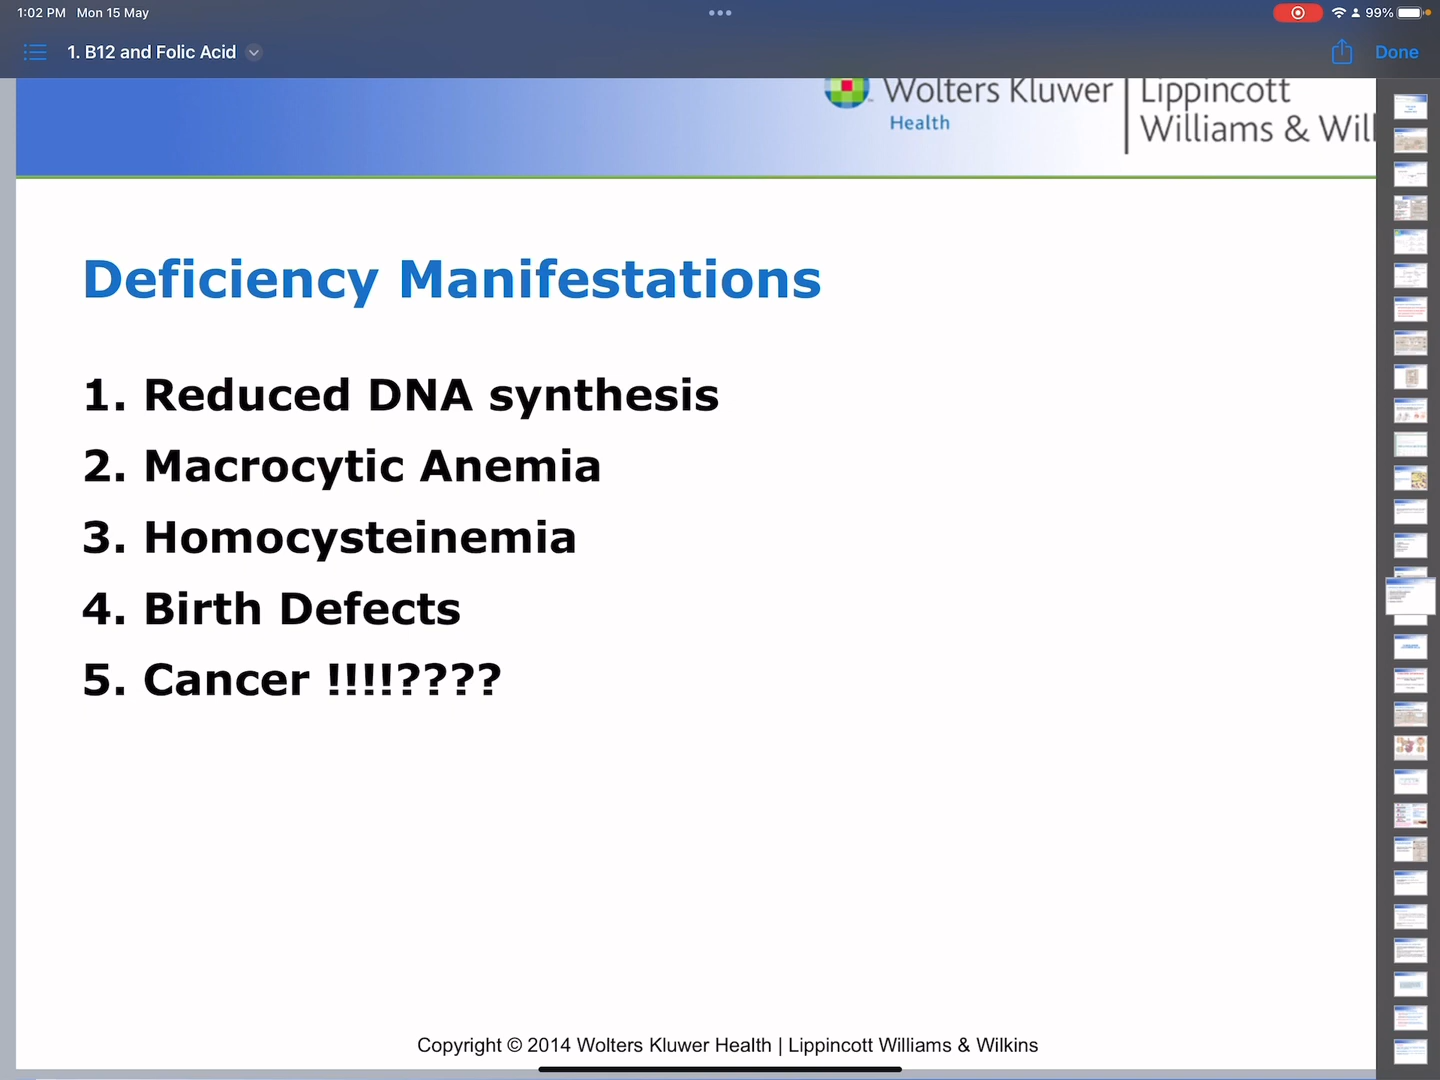 1:02 PM Mon 15 May
99%
1. B12 and Folic Acid
Done
Wolters Kluwer
Health
Lippincott
Williams & Wil
Deficiency Manifestations
1. Reduced DNA synthesis
2. Macrocytic Anemia
3. Homocysteinemia
4. Birth Defects
5. Cancer !!!!????
Copyright © 2014 Wolters Kluwer Health | Lippincott Williams & Wilkins